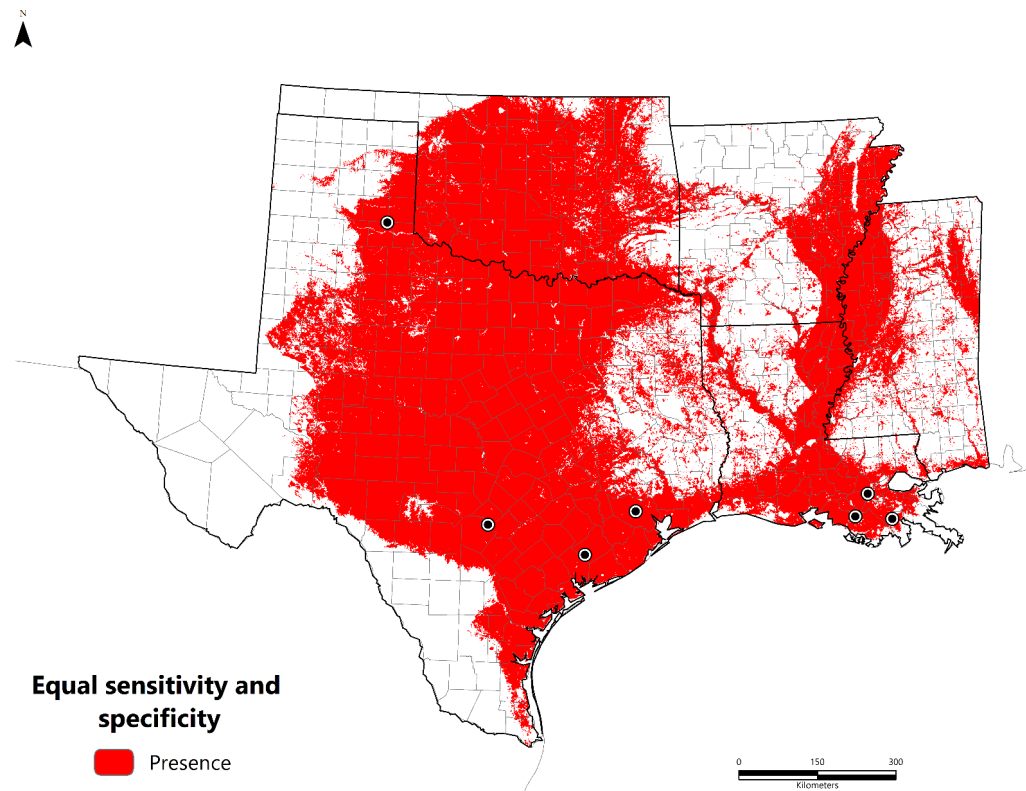 N
Equal sensitivity and
specificity
Presence
0 150 300
Kilometers